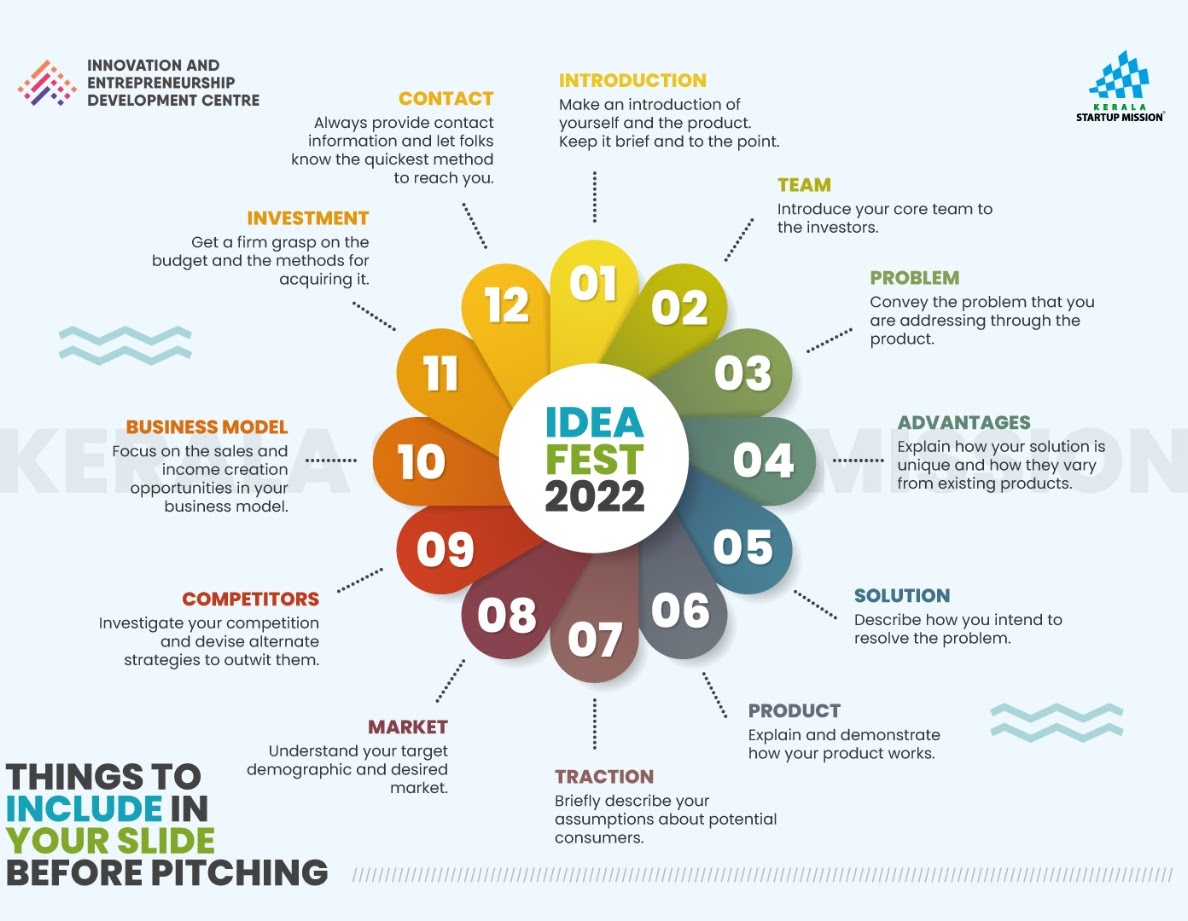 INNOVATION AND
ENTREPRENEURSHIP
DEVELOPMENT CENTRE
KERALA
STARTUP MISSION
INTRODUCTION
Make an introduction of
yourself and the product.
Keep it brief and to the point.
TEAM
Introduce your core team to
the investors.
PROBLEM
Convey the problem that you
are addressing through the
product.
ADVANTAGES
Explain how your solution is
unique and how they vary
from existing products.
SOLUTION
Describe how you intend to
resolve the problem.
PRODUCT
Explain and demonstrate
how your product works.
TRACTION
Briefly describe your
assumptions about potential
consumers.
MARKET
Understand your target
demographic and desired
market.
COMPETITORS
Investigate your competition
and devise alternate
strategies to outwit them.
BUSINESS MODEL
Focus on the sales and
income creation
opportunities in your
business model.
INVESTMENT
Get a firm grasp on the
budget and the methods for
acquiring it.
CONTACT
Always provide contact
information and let folks
know the quickest method
to reach you.
01
02
03
04
05
06
07
08
09
10
11
12
IDEA
FEST
2022
KERALA MISSION
THINGS TO
INCLUDE IN
YOUR SLIDE
BEFORE PITCHING